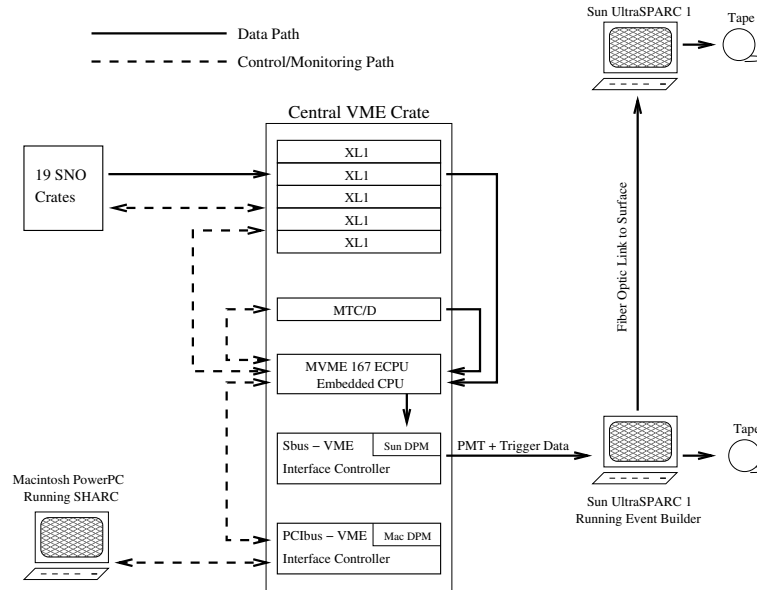 Sun UltraSPARC 1
Tape
Data Path
Control/Monitoring Path
Central VME Crate
XL1
19 SNO
Crates
XL1
XL1
XL1
XL1
Fiber Optic Link to Surface
MTC/D
MVME 167 ECPU
Embedded CPU
Sbus − VME
Sun DPM
Interface Controller
PMT + Trigger Data
Tape
Sun UltraSPARC 1
Running Event Builder
Macintosh PowerPC
Running SHARC
PCIbus − VME
Mac DPM
Interface Controller